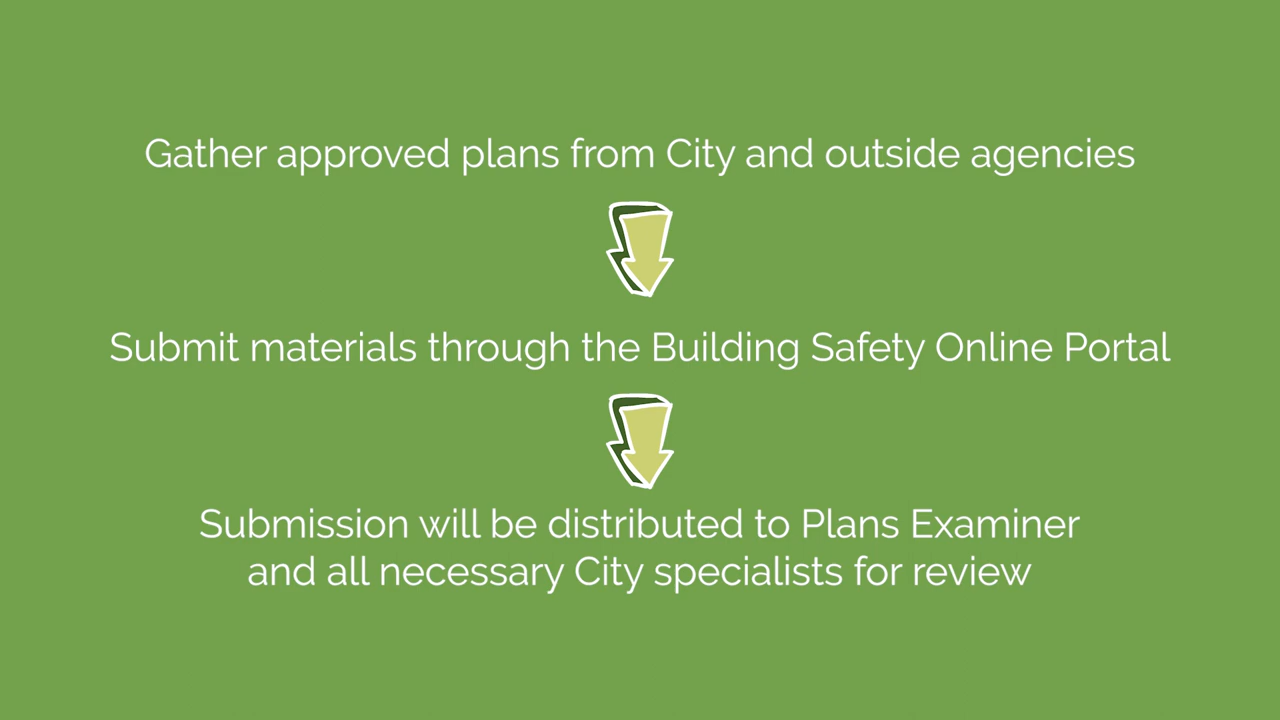 Gather approved plans from City and outside agencies
Submit materials through the Building Safety Online Portal
Submission will be distributed to Plans Examiner
and all necessary City specialists for review